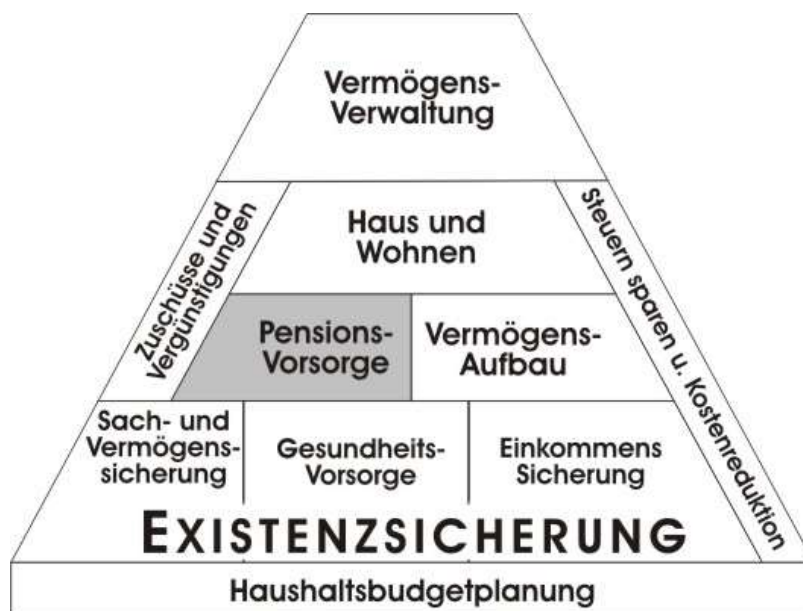 Vermögens-
Verwaltung
Zuschüsse und
Vergünstigungen
Haus und
Wohnen
Steuern sparen u. Kostenreduktion
Pensions-
Vorsorge
Vermögens-
Aufbau
Sach- und
Vermögens-
sicherung
Gesundheits-
Vorsorge
Einkommens
Sicherung
EXISTENZSICHERUNG
Haushaltsbudgetplanung